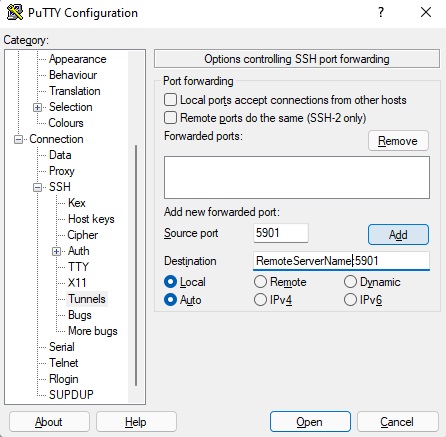 PuTTY Configuration
?
Category:
Appearance
Behaviour
Translation
Selection
Colours
Connection
Data
Proxy
SSH
Kex
Host keys
Cipher
Auth
TTY
X11
Tunnels
Bugs
More bugs
Serial
Telnet
Rlogin
SUPDUP
Options controlling SSH port forwarding
Port forwarding
Local ports accept connections from other hosts
Remote ports do the same (SSH-2 only)
Forwarded ports:
Remove
Add new forwarded port:
Source port 5901 Add
Destination RemoteServerName:5901
Local Remote Dynamic
Auto IPv4 IPv6
About Help Open Cancel